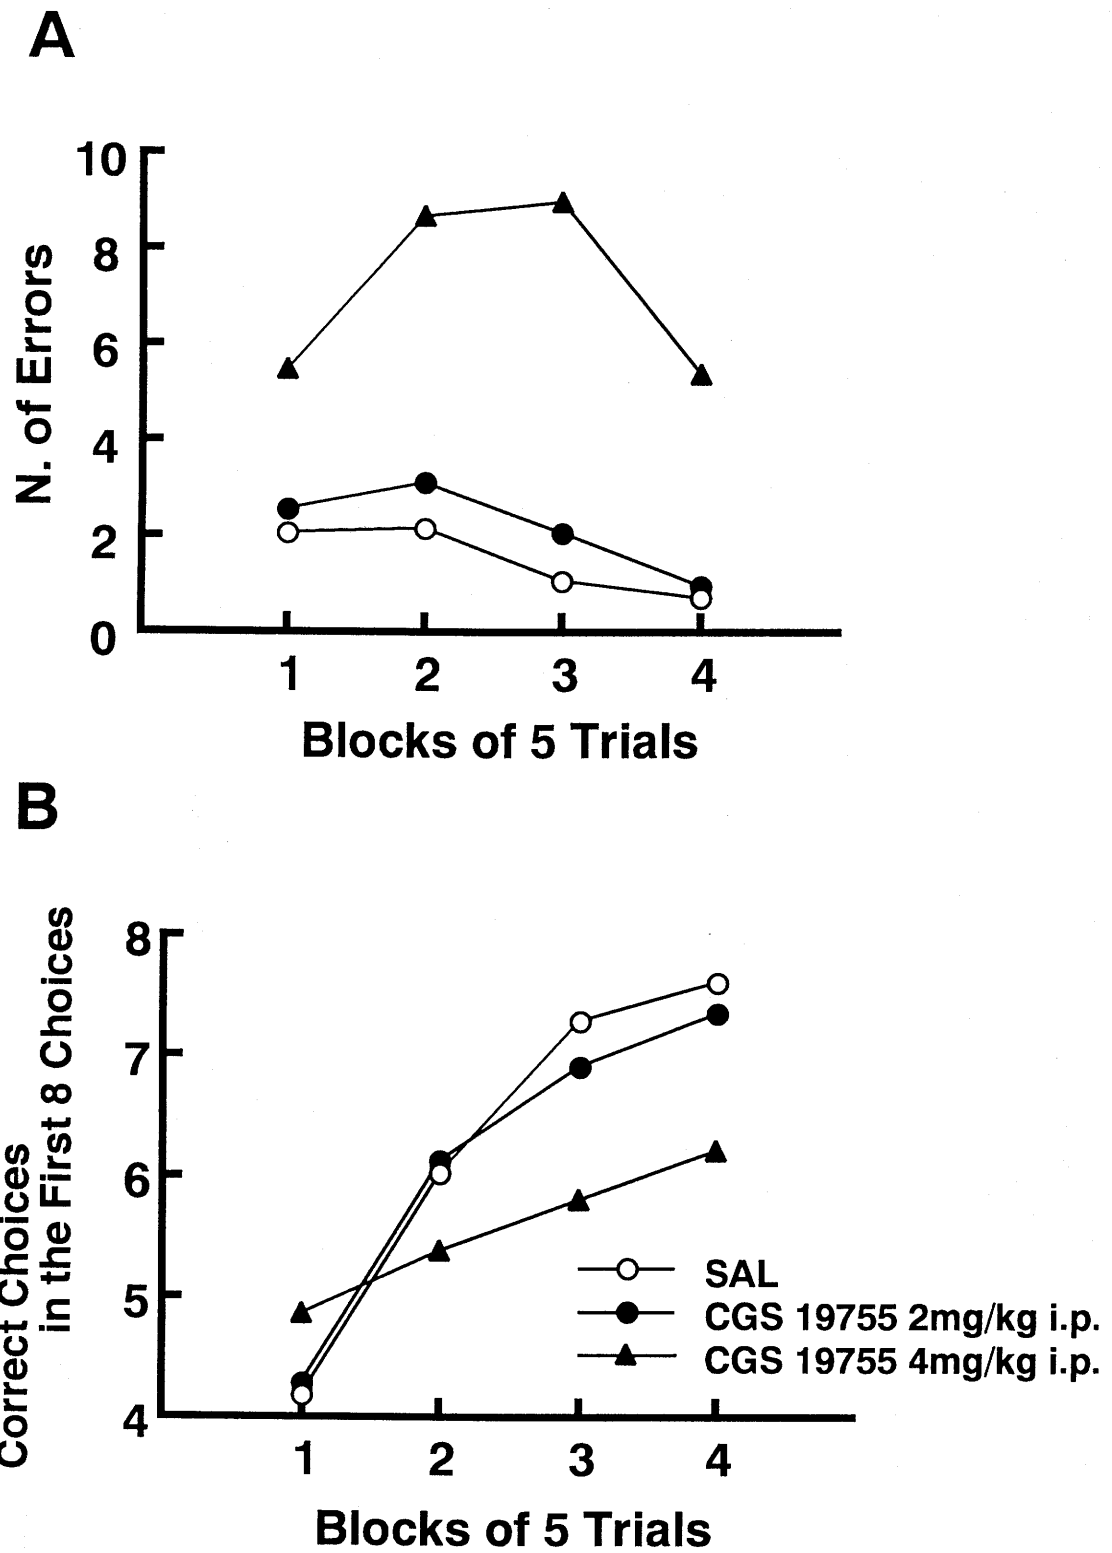 A
10
8
6
4
2
0
N. of Errors
1 2 3 4
Blocks of 5 Trials
B
8
7
6
5
4
Correct Choices
in the First 8 Choices
SAL
CGS 19755 2mg/kg i.p.
CGS 19755 4mg/kg i.p.
1 2 3 4
Blocks of 5 Trials